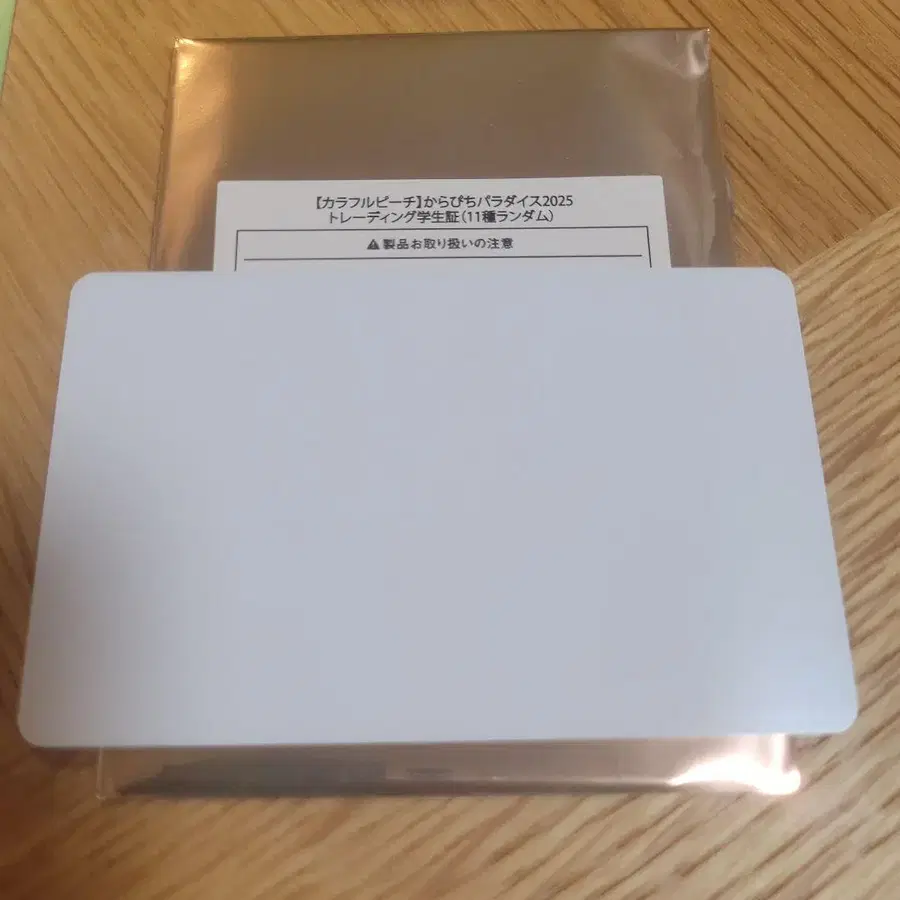 【カラフルピーチ】からぴちパラダイス2025
トレーディング学生証(11種ランダム)
⚠製品お取り扱いの注意